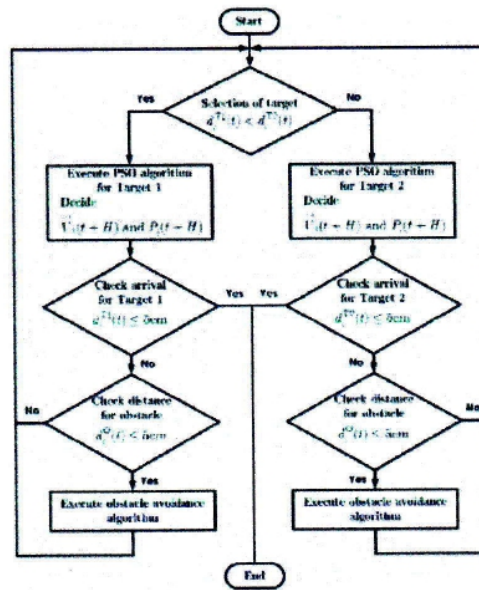 Start
Yes
No
Selection of target
Execute PSO algorithm
for Target 1
Decide
Execute PSO algorithm
for Target 2
Decide
and
and
Check arrival
for Target 1
Yes
Yes
Check arrival
for Target 2
No
No
No
Check distance
for obstacle
Check distance
for obstacle
No
Yes
Yes
Execute obstacle avoidance
algorithm
Execute obstacle avoidance
algorithm
End